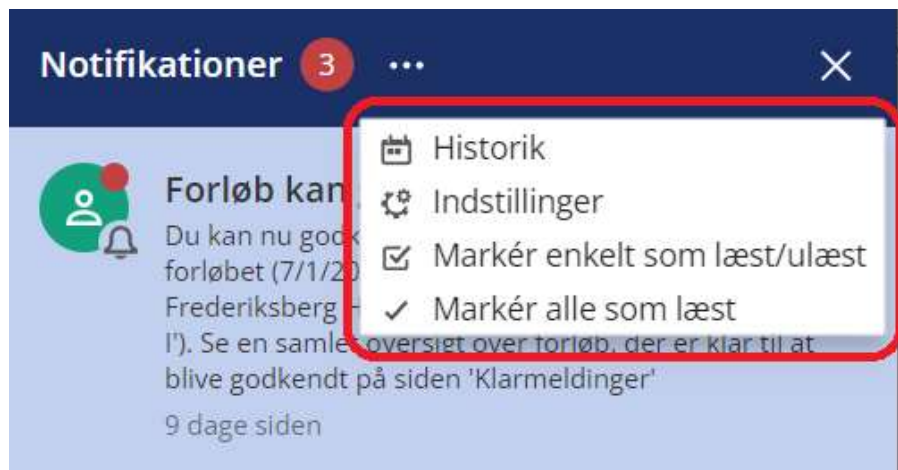 Notifikationer 3 ...
Historik
Indstillinger
Markér enkelt som læst/ulæst
Markér alle som læst
Forløb kan
Du kan nu godk
forløbet (7/1/20
Frederiksberg
I'). Se en samlet oversigt over forløb, der er klar til at
blive godkendt på siden 'Klarmeldinger'
9 dage siden